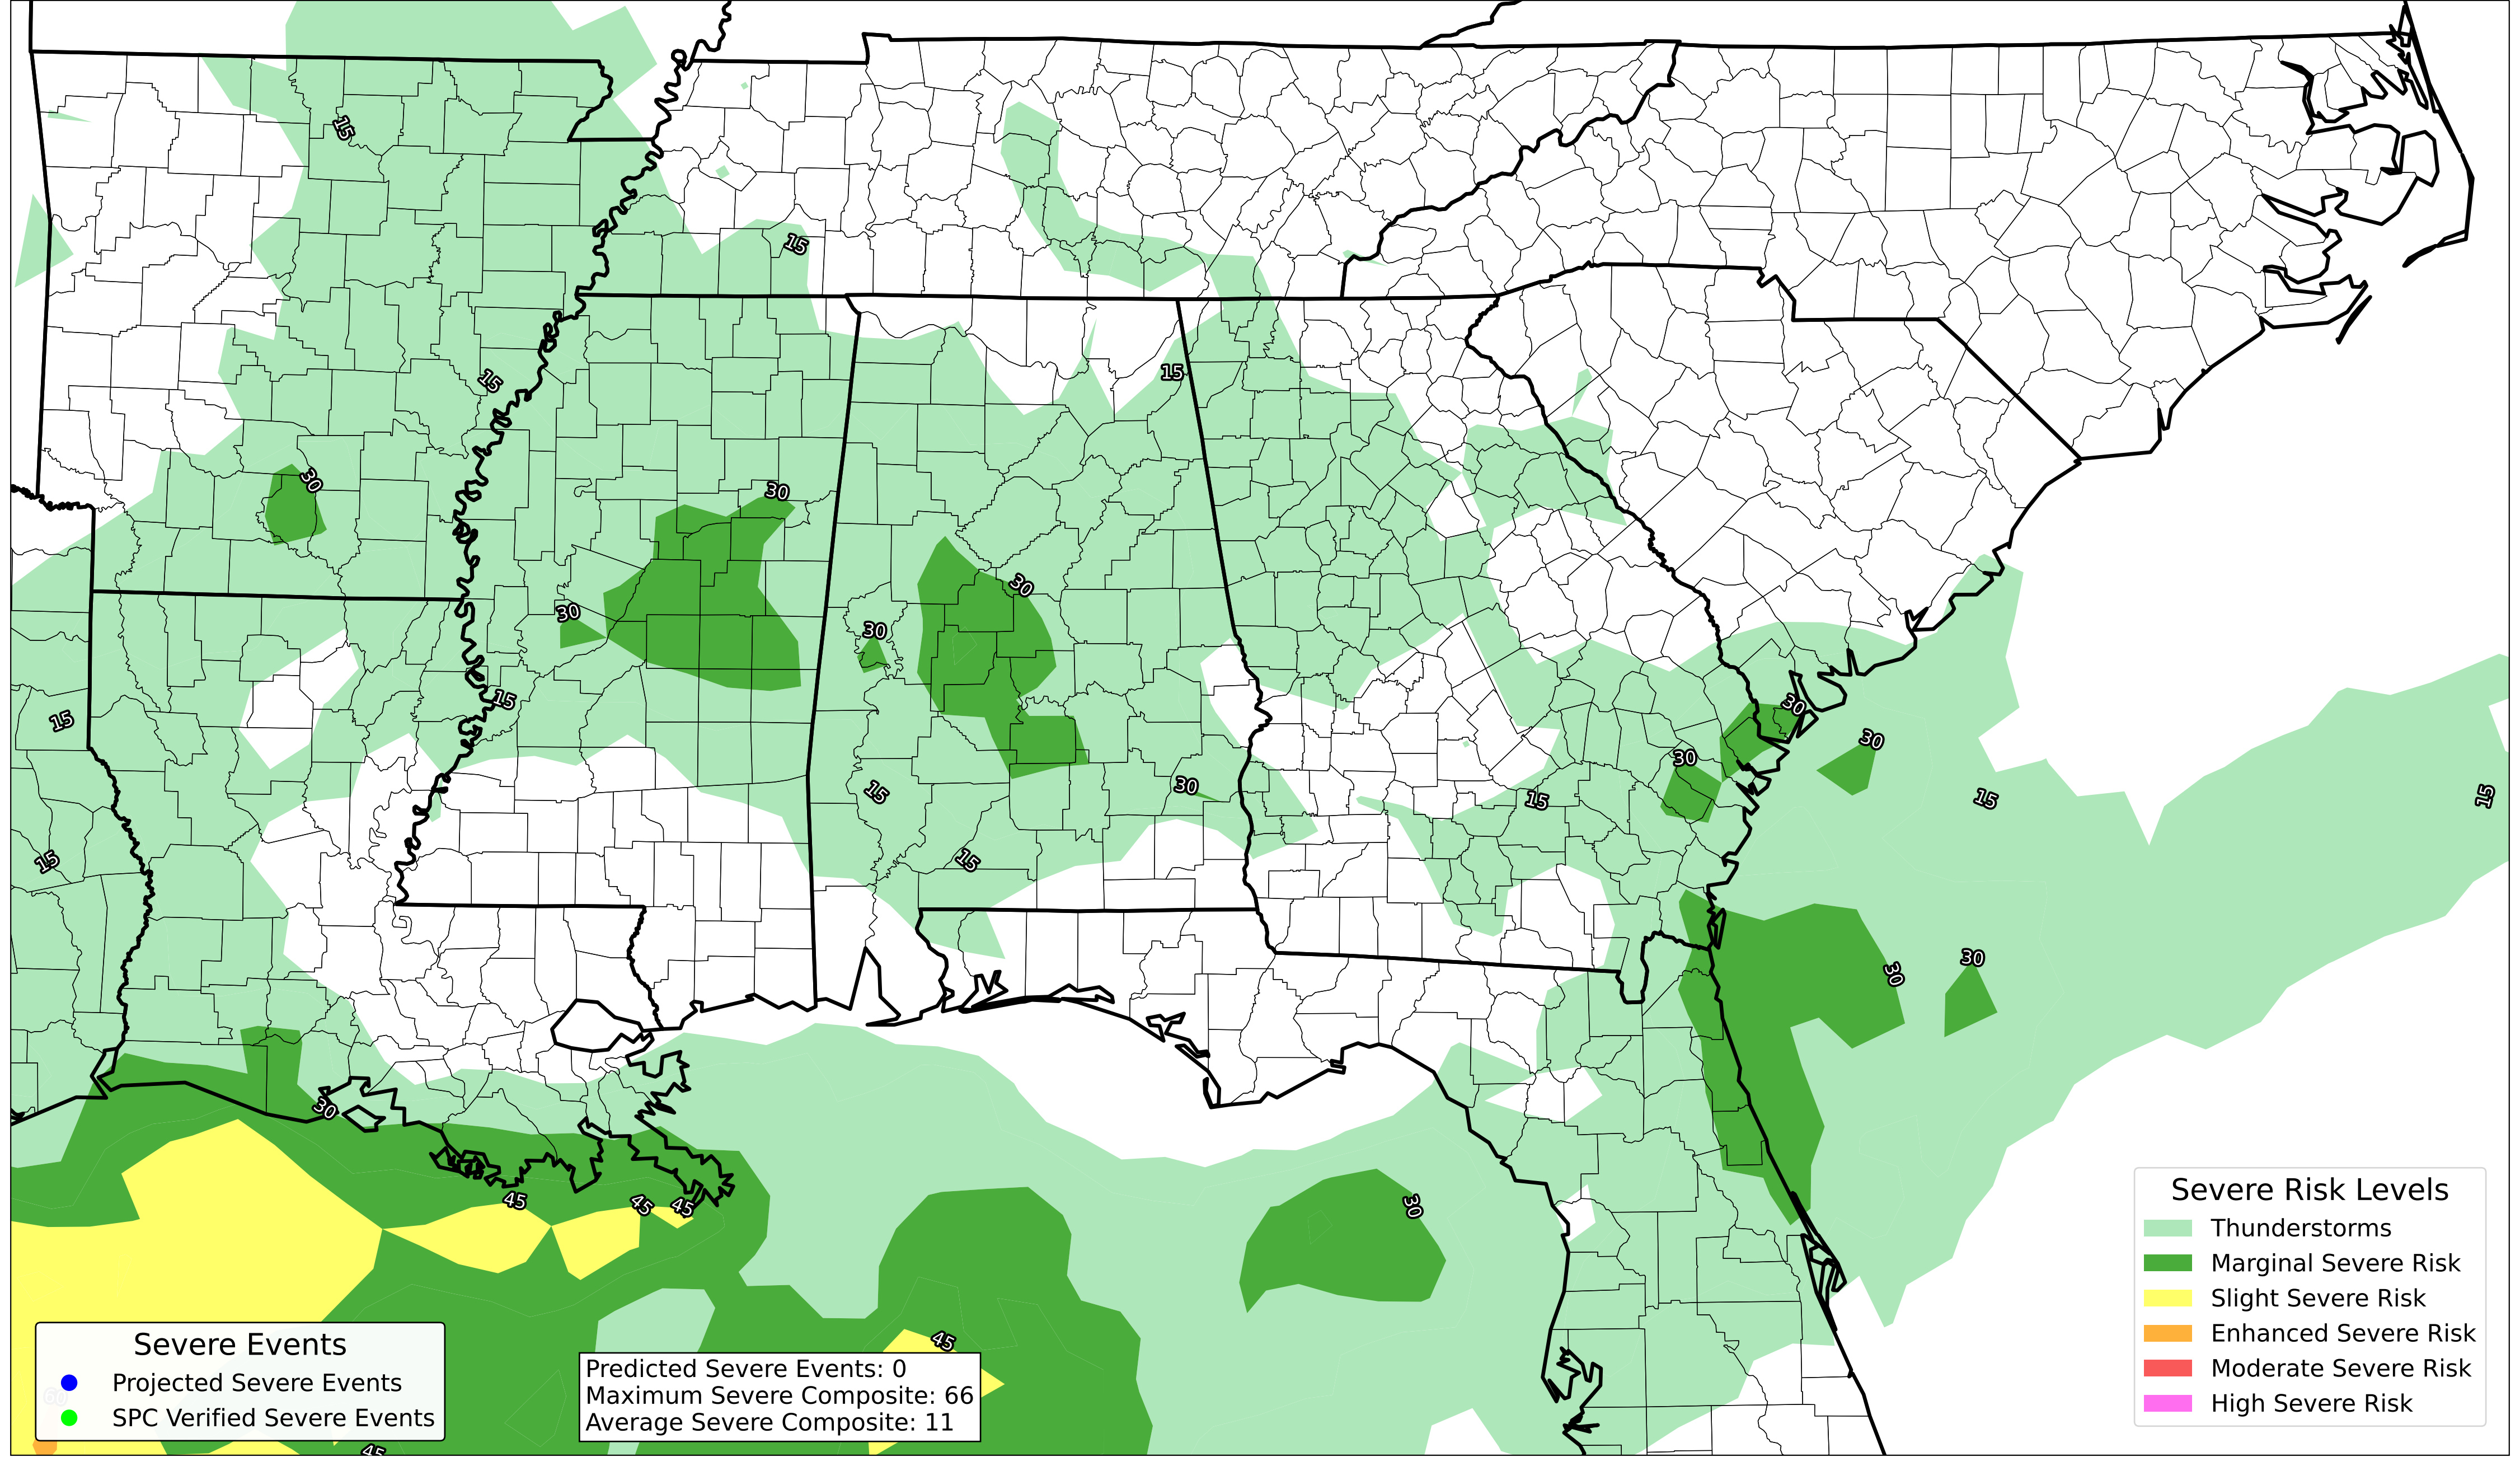 15
15
15
15
30
30
30
30
30
15
15
30
30
30
15
30
15
15
15
15
15
15
30
30
30
30
45
45
45
45
60
45
Severe Events
Projected Severe Events
SPC Verified Severe Events
Predicted Severe Events: 0
Maximum Severe Composite: 66
Average Severe Composite: 11
Severe Risk Levels
Thunderstorms
Marginal Severe Risk
Slight Severe Risk
Enhanced Severe Risk
Moderate Severe Risk
High Severe Risk